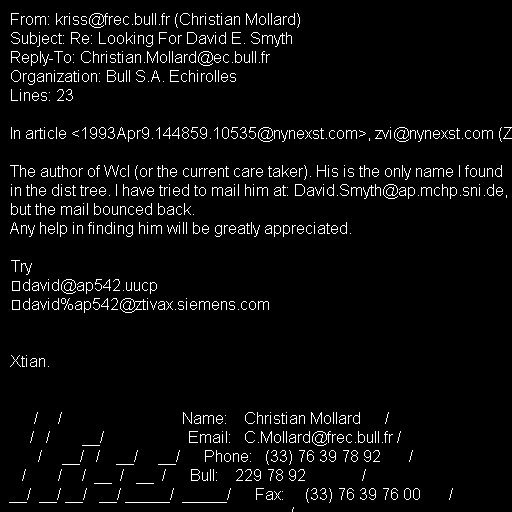 From: kriss@frec.bull.fr (Christian Mollard)
Subject: Re: Looking For David E. Smyth
Reply-To: Christian.Mollard@ec.bull.fr
Organization: Bull S.A. Echirolles
Lines: 23

In article <1993Apr9.144859.10535@nynexst.com>, zvi@nynexst.com (Z

The author of Wcl (or the current care taker). His is the only name I found
in the dist tree. I have tried to mail him at: David.Smyth@ap.mchp.sni.de,
but the mail bounced back.
Any help in finding him will be greatly appreciated.

Try
david@ap542.uucp
david%ap542@ztivax.siemens.com

Xtian.

/ / Name: Christian Mollard /
/ / __/ Email: C.Mollard@frec.bull.fr /
/ __/ / __/ __/ Phone: (33) 76 39 78 92 /
/ / / __ / __ / Bull: 229 78 92 /
__/ __/ __/ __/ _____/ _____/ Fax: (33) 76 39 76 00 /